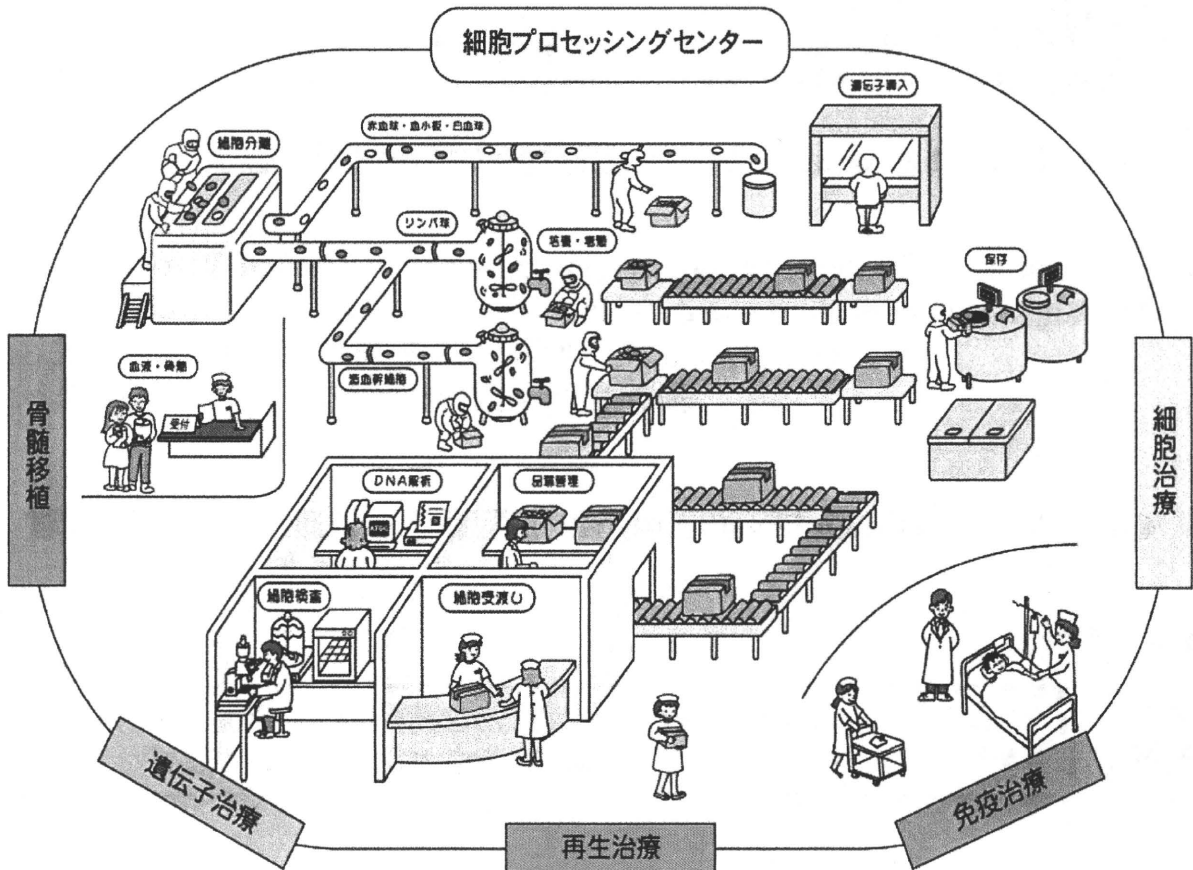 細胞プロセッシングセンター
遺伝子導入
赤血球・血小板・白血球
細胞分離
リンパ球
培養・増幅
保存
血液・骨髄
受付
造血幹細胞
骨髄移植
細胞治療
DNA解析
品質管理
細胞検査
細胞受渡し
遺伝子治療
再生治療
免疫治療